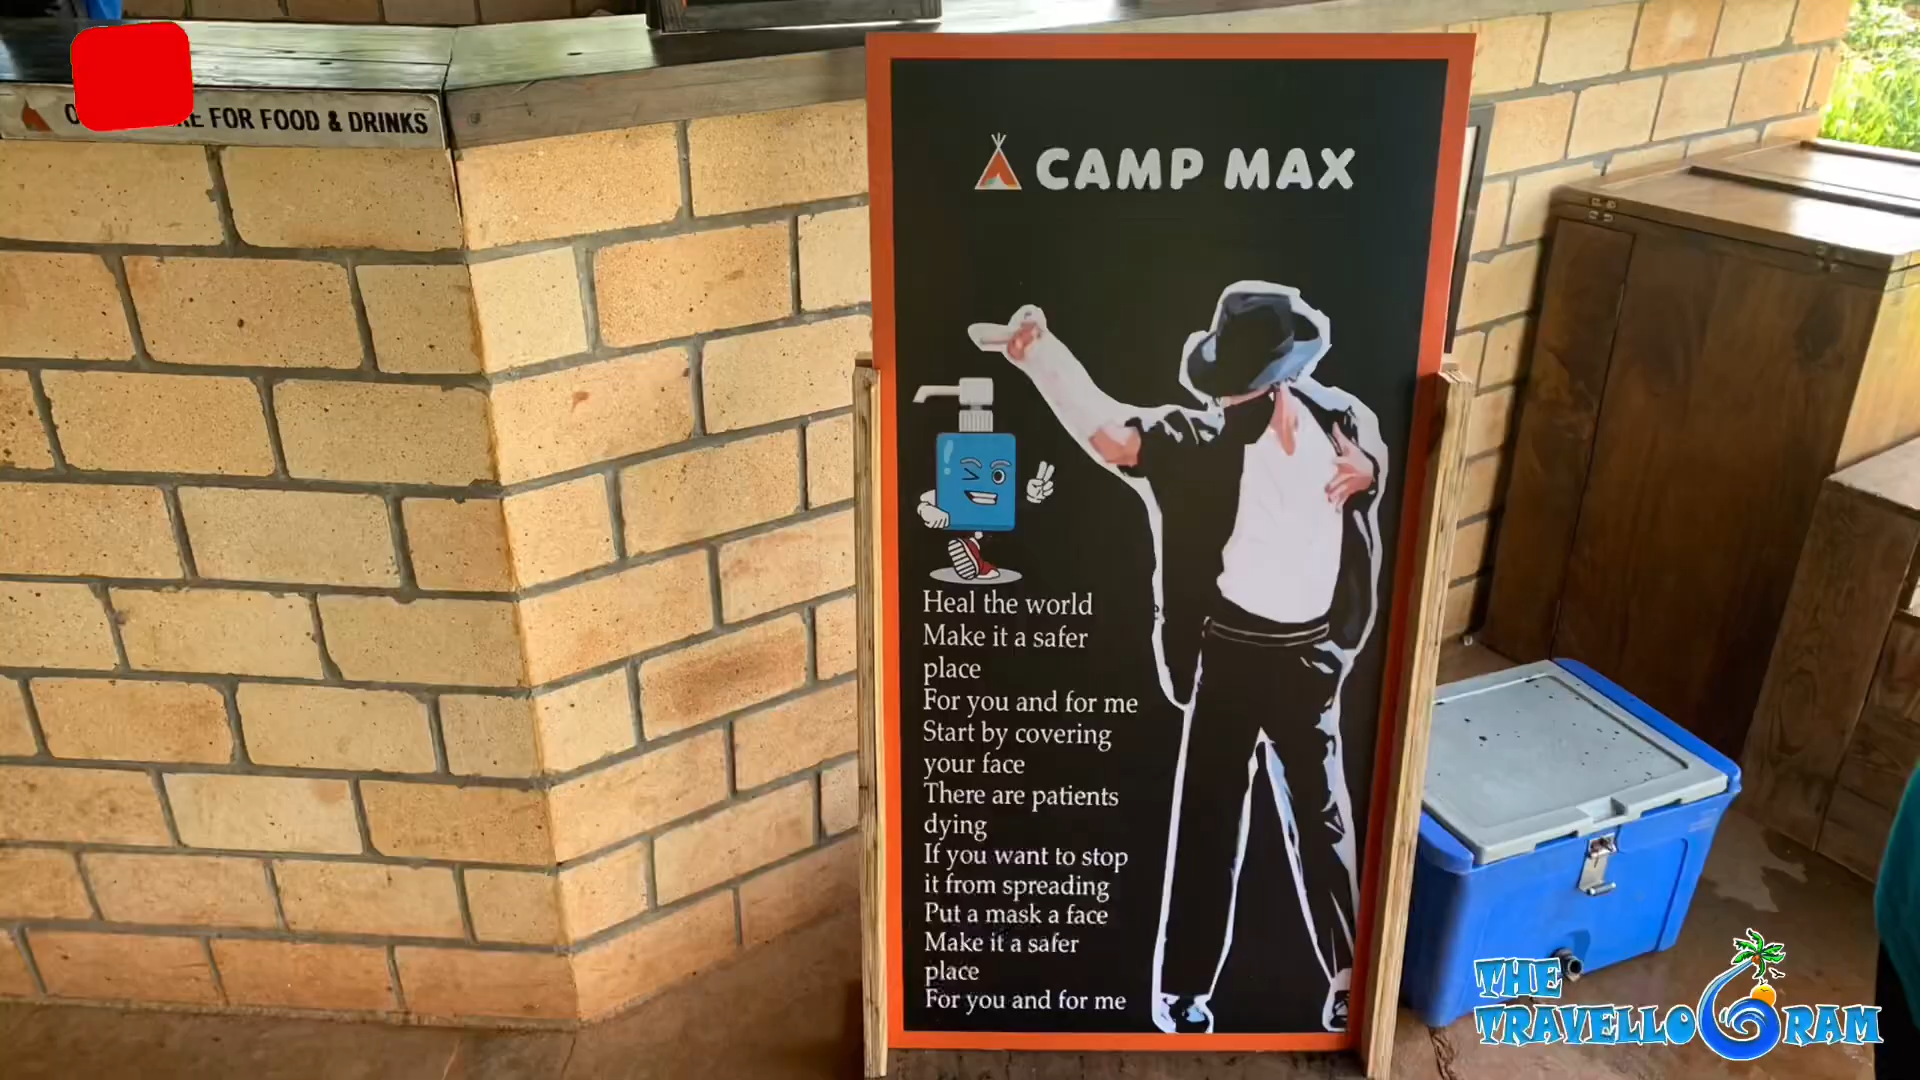 FOR FOOD & DRINKS
CAMP MAX
Heal the world
Make it a safer
place
For you and for me
Start by covering
your face
There are patients
dying
If you want to stop
it from spreading
Put a mask a face
Make it a safer
place
For you and for me
THE
TRAVELLOGRAM